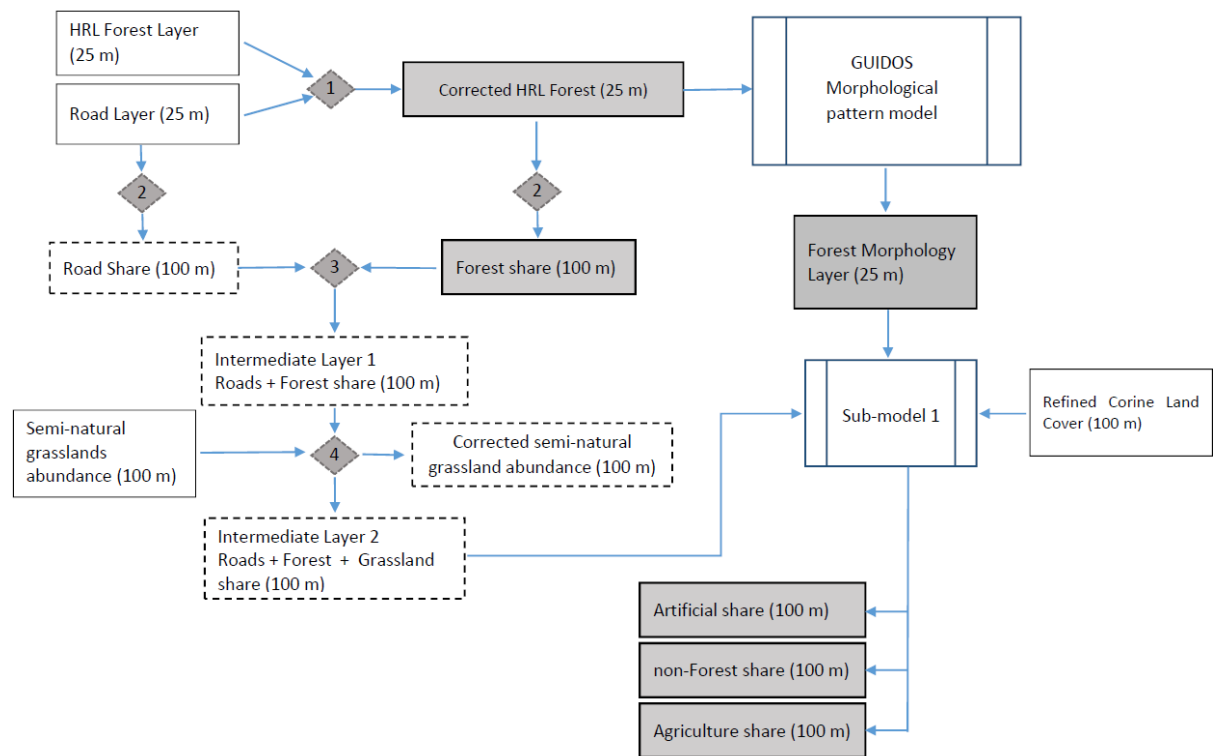 HRL Forest Layer
(25 m)
Road Layer (25 m)
1
Corrected HRL Forest (25 m)
GUIDOS
Morphological
pattern model
2
2
Road Share (100 m)
3
Forest share (100 m)
Forest Morphology
Layer (25 m)
Intermediate Layer 1
Roads + Forest share (100 m)
Semi-natural
grasslands
abundance (100 m)
4
Corrected semi-natural
grassland abundance (100 m)
Sub-model 1
Refined Corine Land
Cover (100 m)
Intermediate Layer 2
Roads + Forest + Grassland
share (100 m)
Artificial share (100 m)
non-Forest share (100 m)
Agriculture share (100 m)